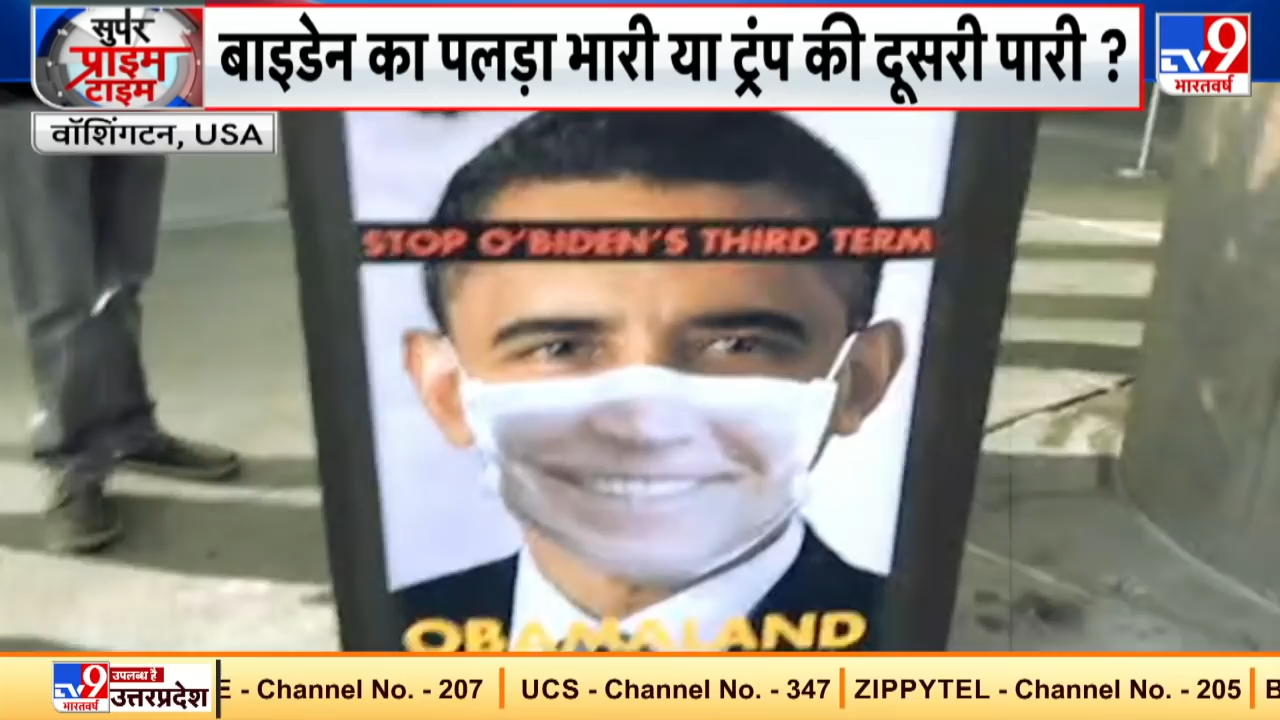 सुपर
प्राइम
टाइम
बाइडेन का पलड़ा भारी या ट्रंप की दूसरी पारी ?
TV9
भारतवर्ष
वॉशिंगटन, USA
STOP O'BIDEN'S THIRD TERM
OBAMALAND
TV9
भारतवर्ष
उपलब्ध है
उत्तरप्रदेश
E - Channel No. - 207 | UCS - Channel No. - 347 | ZIPPYTEL - Channel No. - 205 | B